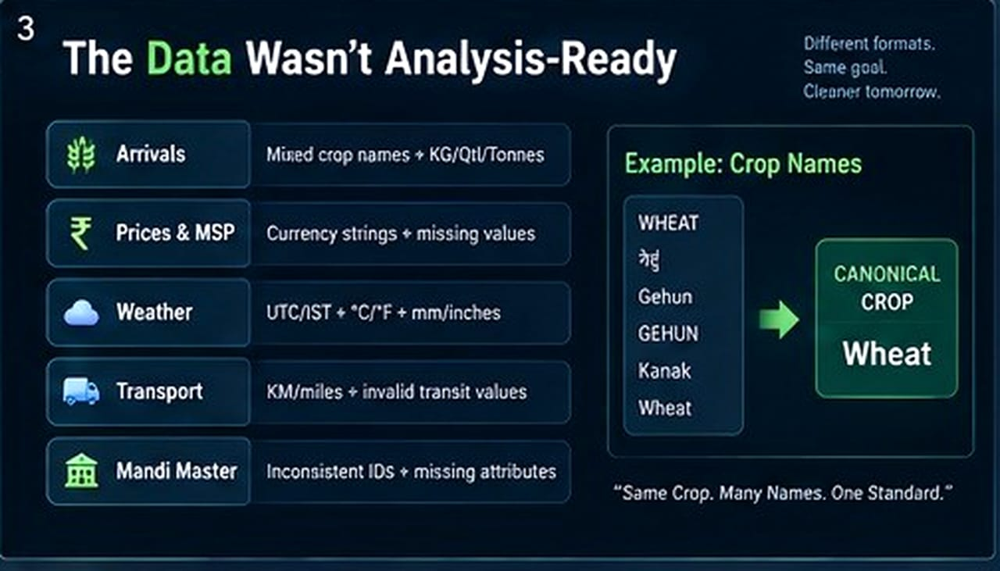 3
The Data Wasn't Analysis-Ready
Different formats.
Same goal.
Cleaner tomorrow.
Arrivals
Mixed crop names + KG/Qtl/Tonnes
Prices & MSP
Currency strings + missing values
Weather
UTC/IST + °C/°F + mm/inches
Transport
KM/miles + invalid transit values
Mandi Master
Inconsistent IDs + missing attributes
Example: Crop Names
WHEAT
Gehun
GEHUN
Kanak
Wheat
CANONICAL
CROP
Wheat
"Same Crop. Many Names. One Standard."